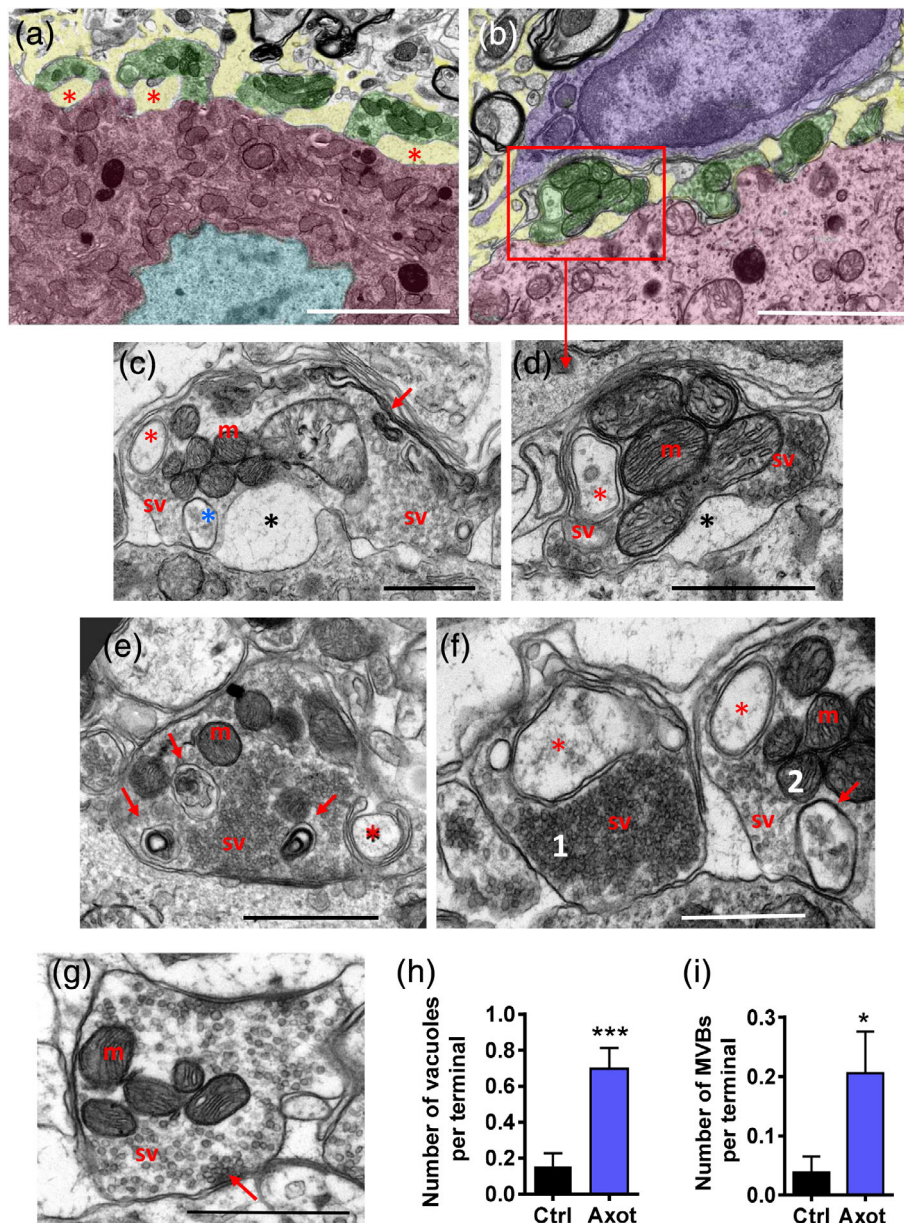 (a)
*
*
*
(b)
(c)
*
m
sv
*
*
sv
(d)
m
sv
*
*
sv
(e)
m
sv
*
(f)
*
*
m
2
sv
sv
1
(g)
m
sv
(h)
Number of vacuoles
per terminal
1.0
0.8
0.6
0.4
0.2
0.0
***
Ctrl Axot
(i)
Number of MVBs
per terminal
0.3
0.2
0.1
0.0
*
Ctrl Axot